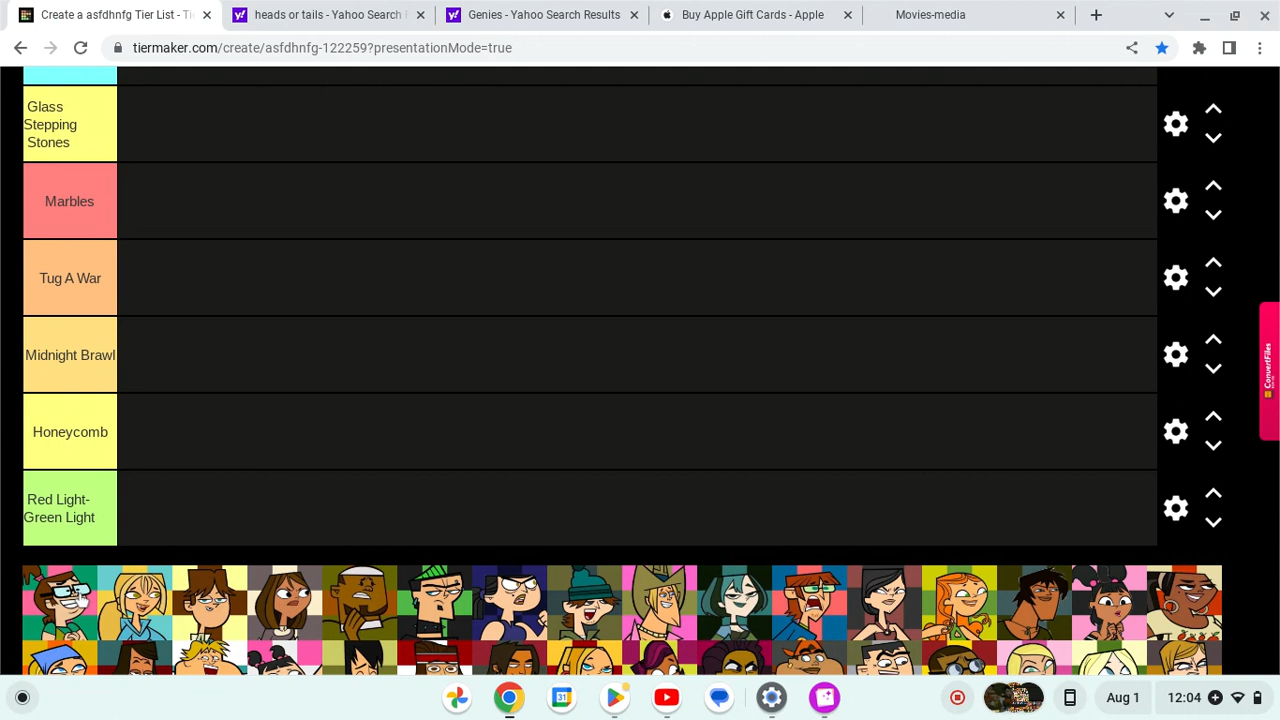 Create a asfdhnfg Tier List - Ti
heads or tails - Yahoo Search
Genies - Yahoo Search Results
Buy Apple Gift Cards - Apple
Movies-media
tiermaker.com/create/asfdhnfg-122259?presentationMode=true
Glass
Stepping
Stones
Marbles
Tug A War
Midnight Brawl
Honeycomb
Red Light-
Green Light
ConvertFiles
31
Aug 1
12:04